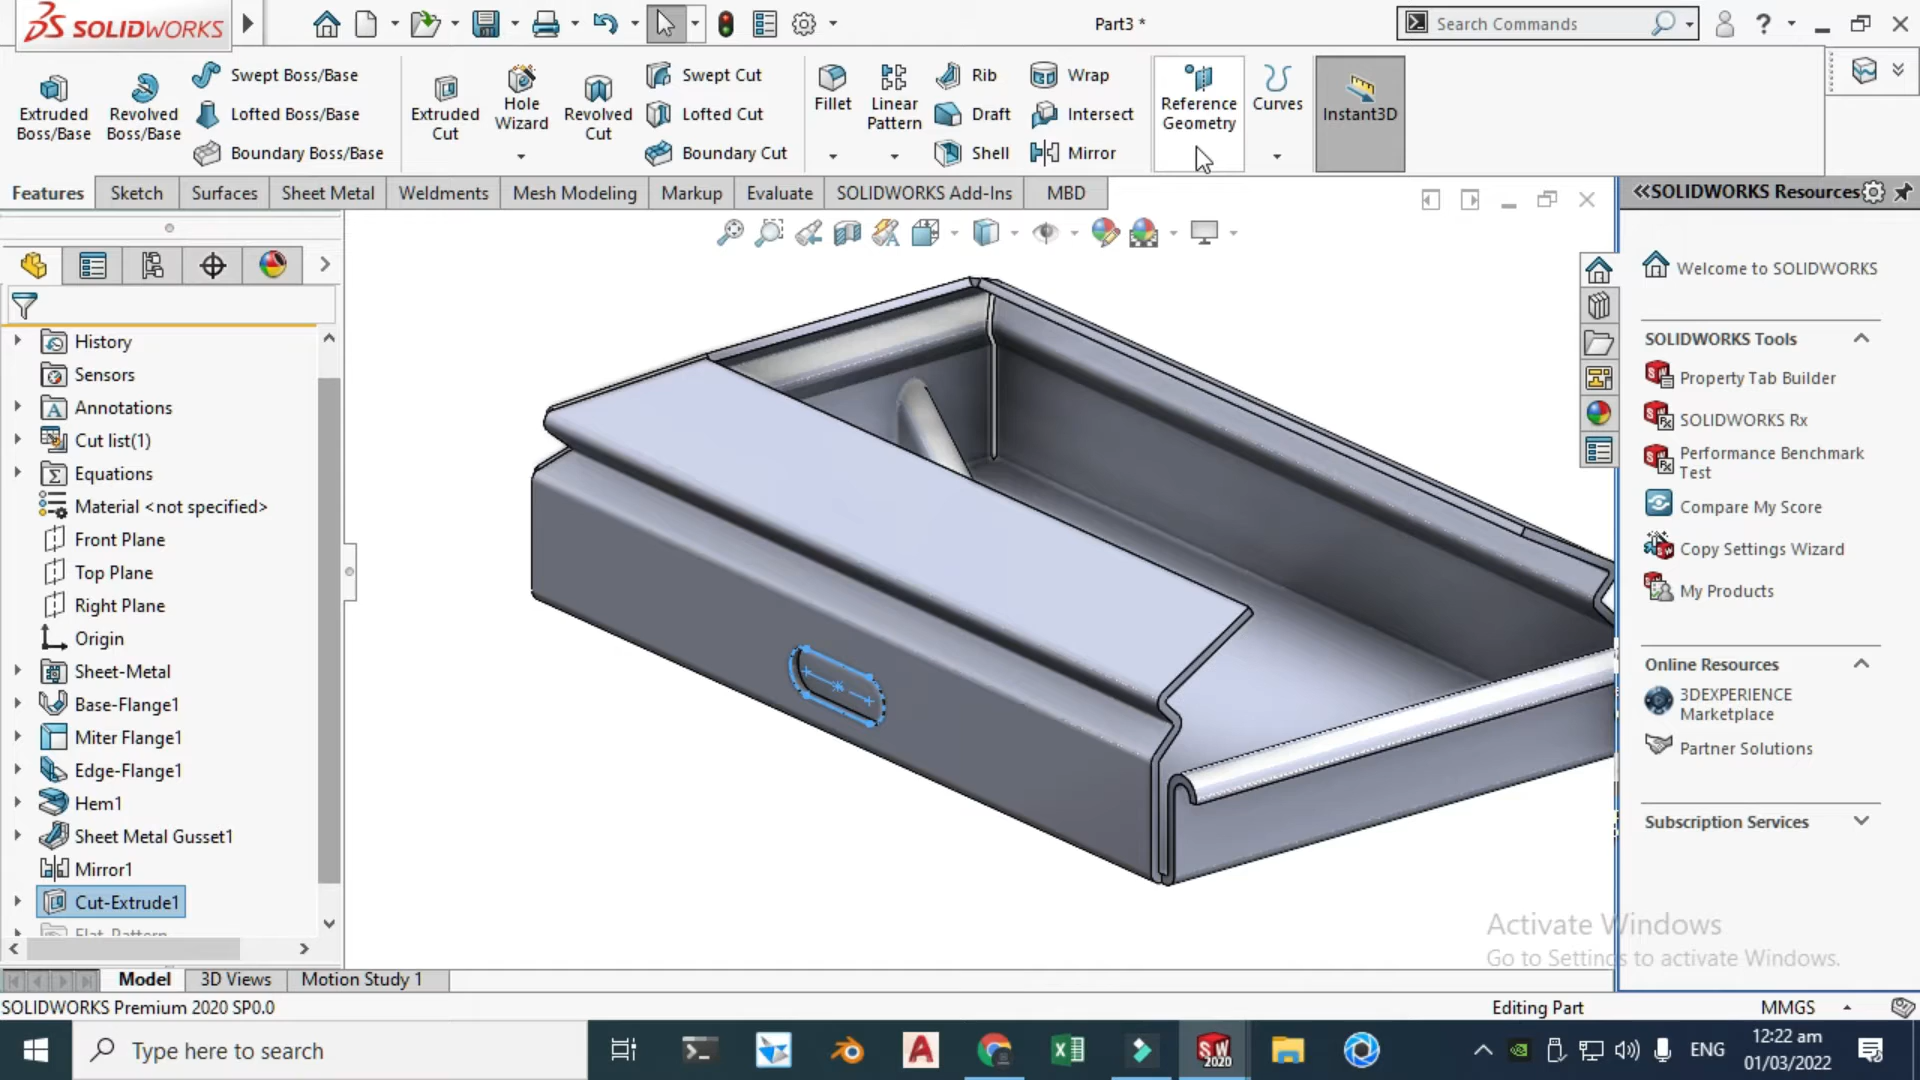 SOLIDWORKS
Part3 *
Search Commands
Extruded Boss/Base
Revolved Boss/Base
Swept Boss/Base
Lofted Boss/Base
Boundary Boss/Base
Extruded Cut
Hole Wizard
Revolved Cut
Swept Cut
Lofted Cut
Boundary Cut
Fillet
Linear Pattern
Rib
Draft
Shell
Wrap
Intersect
Mirror
Reference Geometry
Curves
Instant3D
Features
Sketch
Surfaces
Sheet Metal
Weldments
Mesh Modeling
Markup
Evaluate
SOLIDWORKS Add-Ins
MBD
SOLIDWORKS Resources
History
Sensors
Annotations
Cut list(1)
Equations
Material <not specified>
Front Plane
Top Plane
Right Plane
Origin
Sheet-Metal
Base-Flange1
Miter Flange1
Edge-Flange1
Hem1
Sheet Metal Gusset1
Mirror1
Cut-Extrude1
Flat-Pattern
Welcome to SOLIDWORKS
SOLIDWORKS Tools
Property Tab Builder
SOLIDWORKS Rx
Performance Benchmark
Test
Compare My Score
Copy Settings Wizard
My Products
Online Resources
3DEXPERIENCE
Marketplace
Partner Solutions
Subscription Services
Activate Windows
Go to Settings to activate Windows.
Model
3D Views
Motion Study 1
SOLIDWORKS Premium 2020 SP0.0
Editing Part
MMGS
Type here to search
SW
2020
ENG
12:22 am
01/03/2022